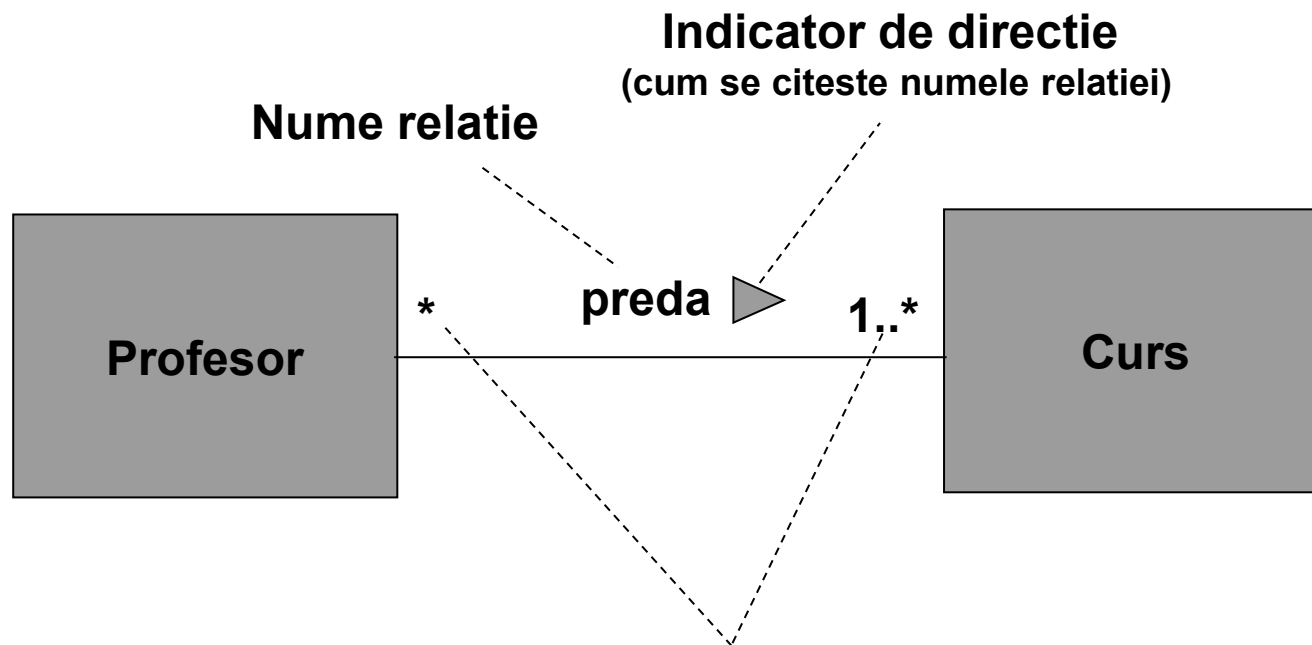 Indicator de directie
(cum se citeste numele relatiei)
Nume relatie
preda
*
1..*
Profesor
Curs